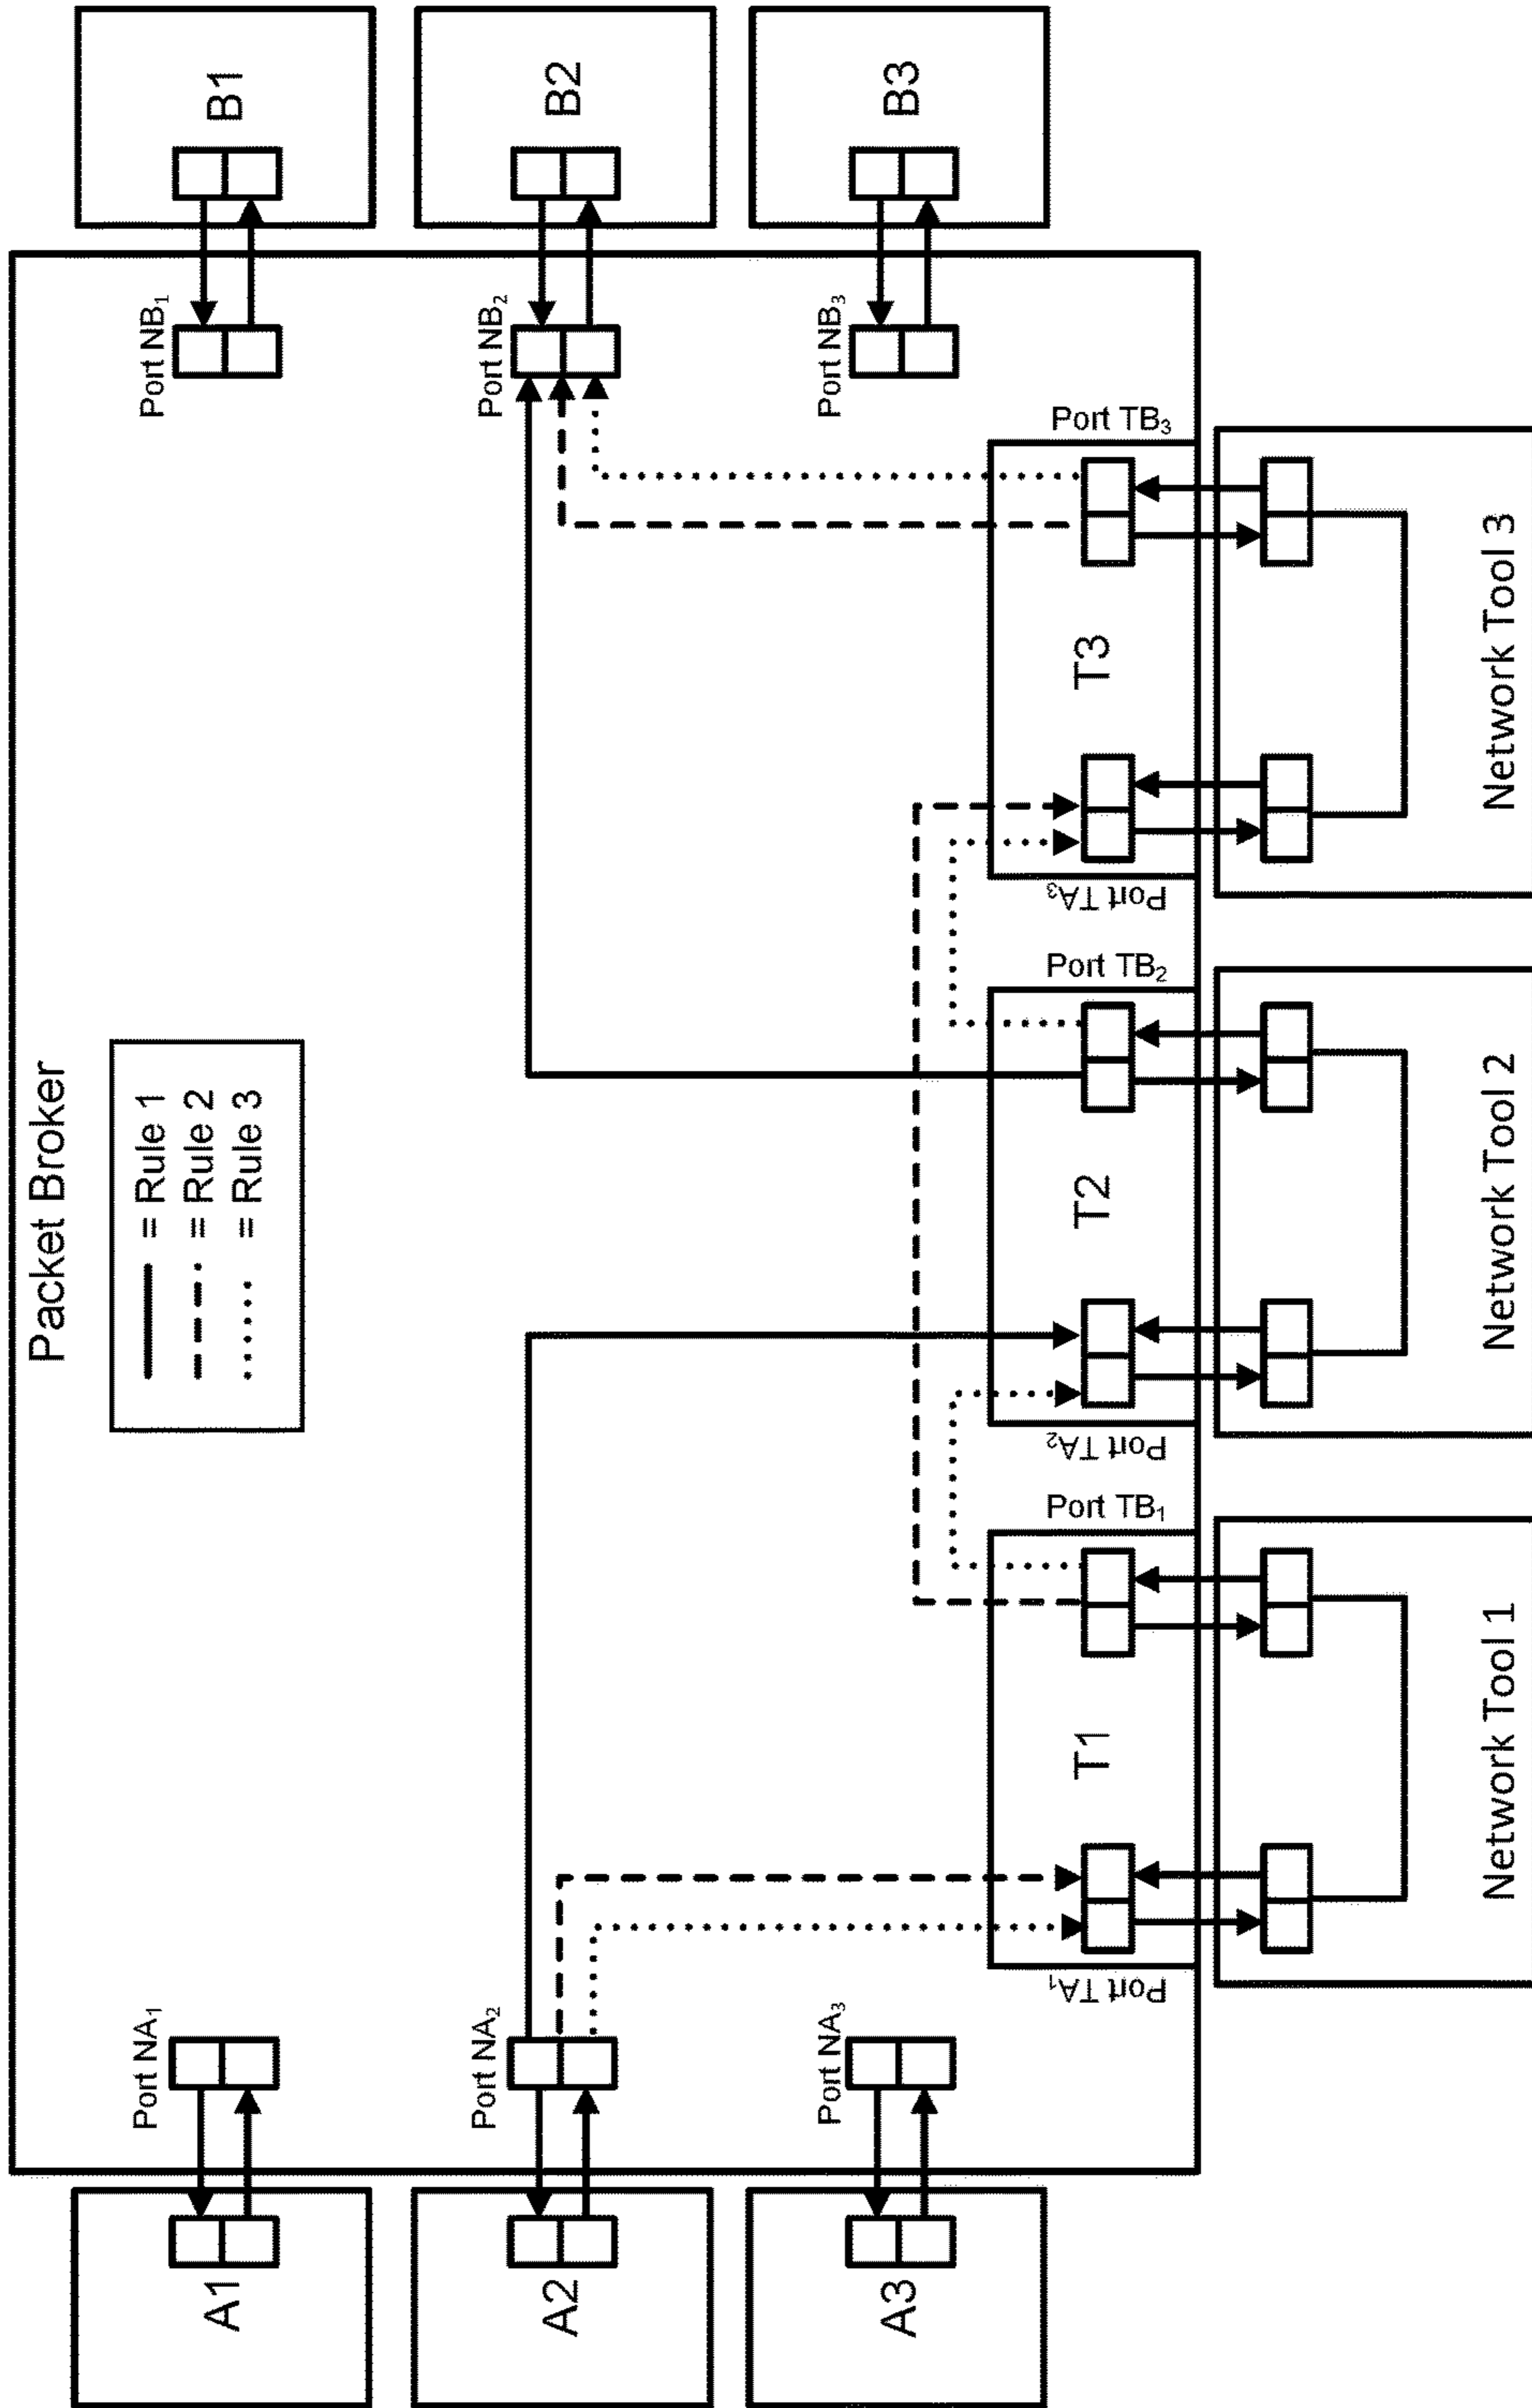 Packet Broker
= Rule 1
= Rule 2
= Rule 3
A1
Port NA₁
Port NB₁
B1
A2
Port NA₂
Port NB₂
B2
A3
Port NA₃
Port NB₃
B3
Port TA₁
T1
Port TB₁
Port TA₂
T2
Port TB₂
Port TA₃
T3
Port TB₃
Network Tool 1
Network Tool 2
Network Tool 3